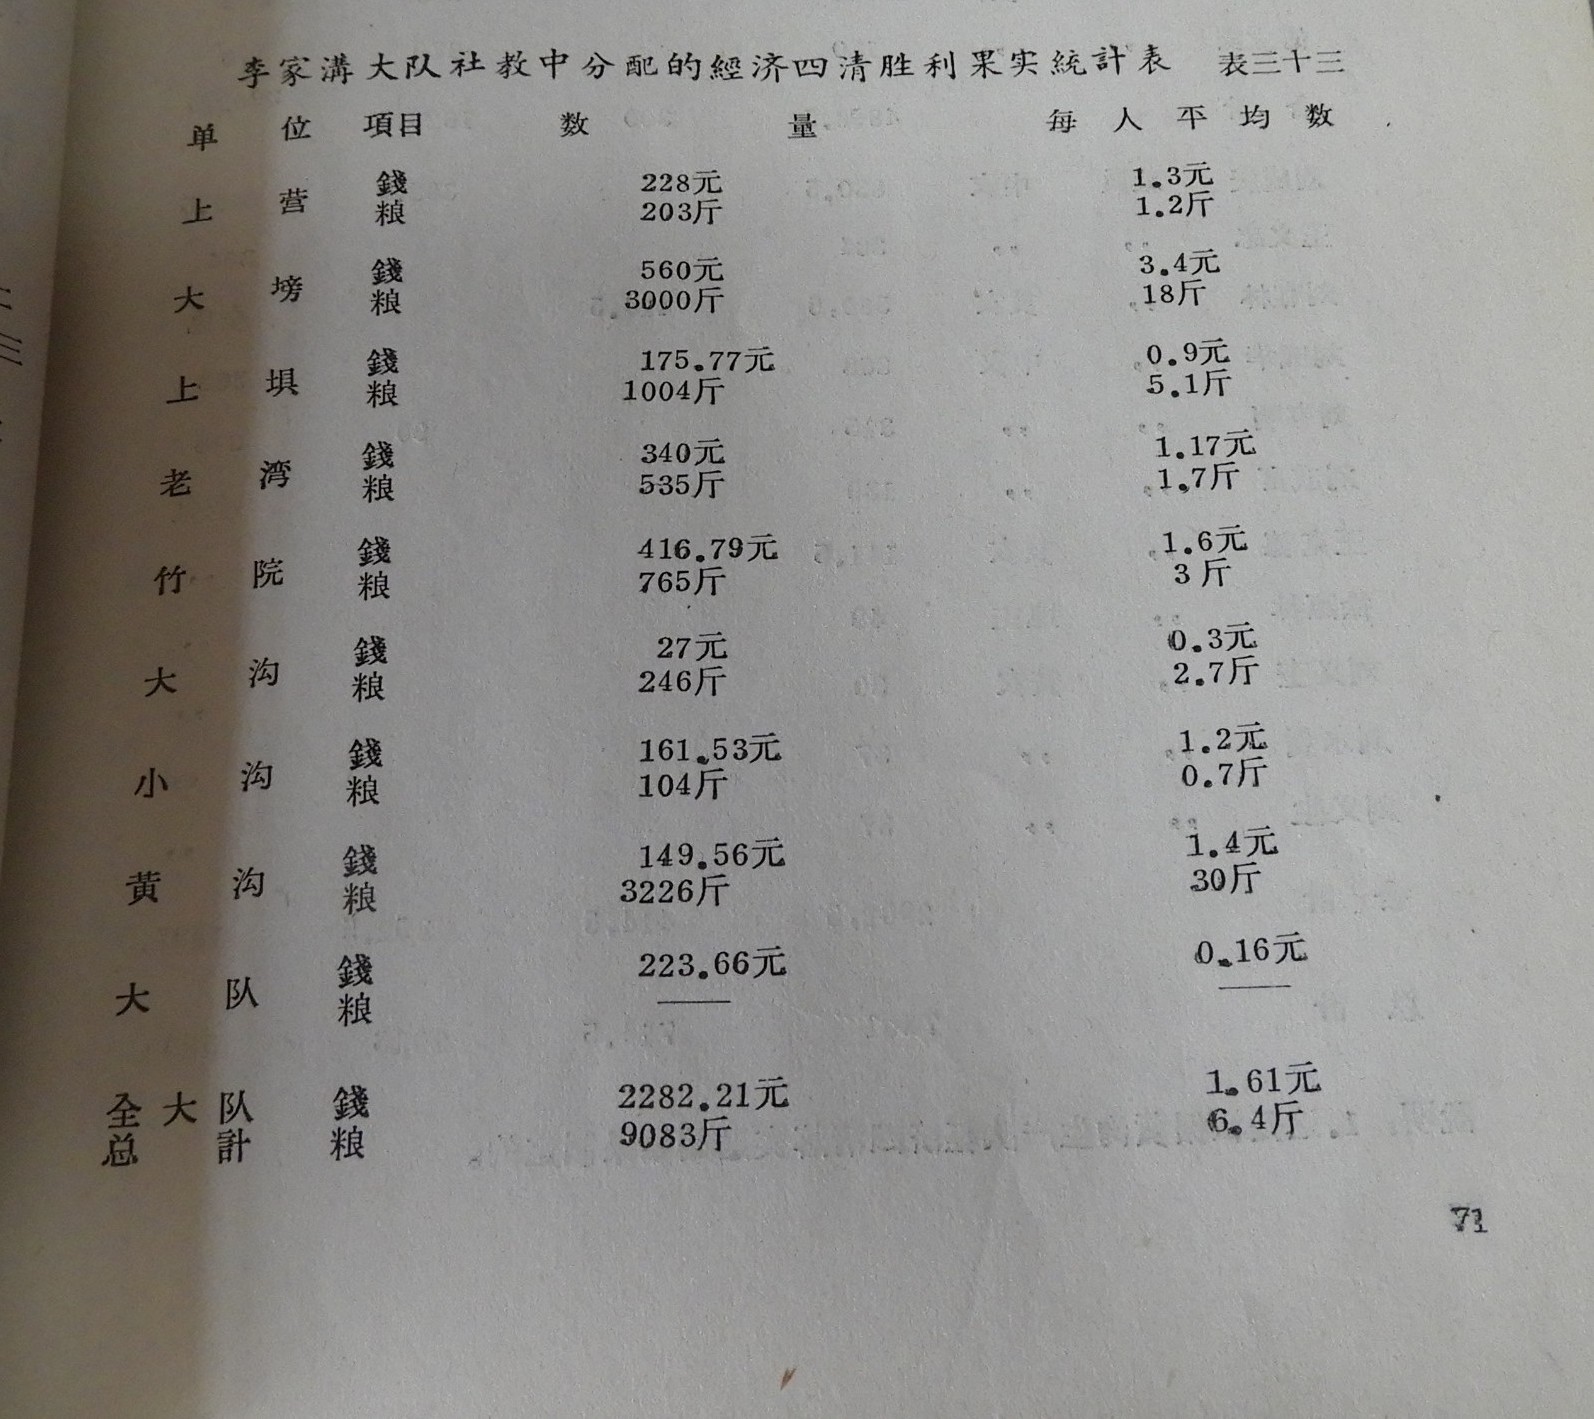 李家溝大队社教中分配的經济四清胜利果实統計表 表三十三
单位 項目 数量 每人平均数
上营 錢 228元 1.3元
粮 203斤 1.2斤
大塝 錢 560元 3.4元
粮 3000斤 18斤
上埧 錢 175.77元 0.9元
粮 1004斤 5.1斤
老湾 錢 340元 1.17元
粮 535斤 1.7斤
竹院 錢 416.79元 1.6元
粮 765斤 3斤
大沟 錢 27元 0.3元
粮 246斤 2.7斤
小沟 錢 161.53元 1.2元
粮 104斤 0.7斤
黄沟 錢 149.56元 1.4元
粮 3226斤 30斤
大队 錢 223.66元 0.16元
粮 —— ——
全大队 錢 2282.21元 1.61元
总計 粮 9083斤 6.4斤
71